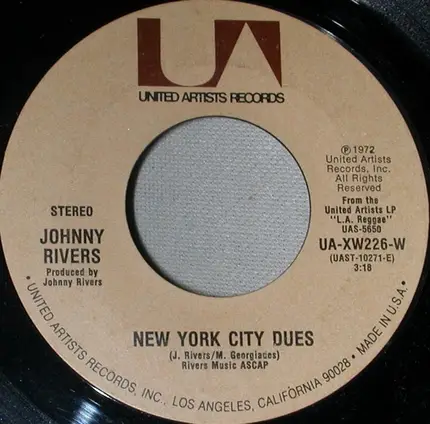 UA
UNITED ARTISTS RECORDS
℗ 1972
United Artists
Records, Inc.
All Rights
Reserved
From the
United Artists LP
"L.A. Reggae"
UAS-5650
UA-XW226-W
(UAST-10271-E)
3:18
STEREO
JOHNNY
RIVERS
Produced by
Johnny Rivers
NEW YORK CITY DUES
(J. Rivers/M. Georgiades)
Rivers Music ASCAP
• UNITED ARTISTS RECORDS, INC., LOS ANGELES, CALIFORNIA 90028 • MADE IN U.S.A. •